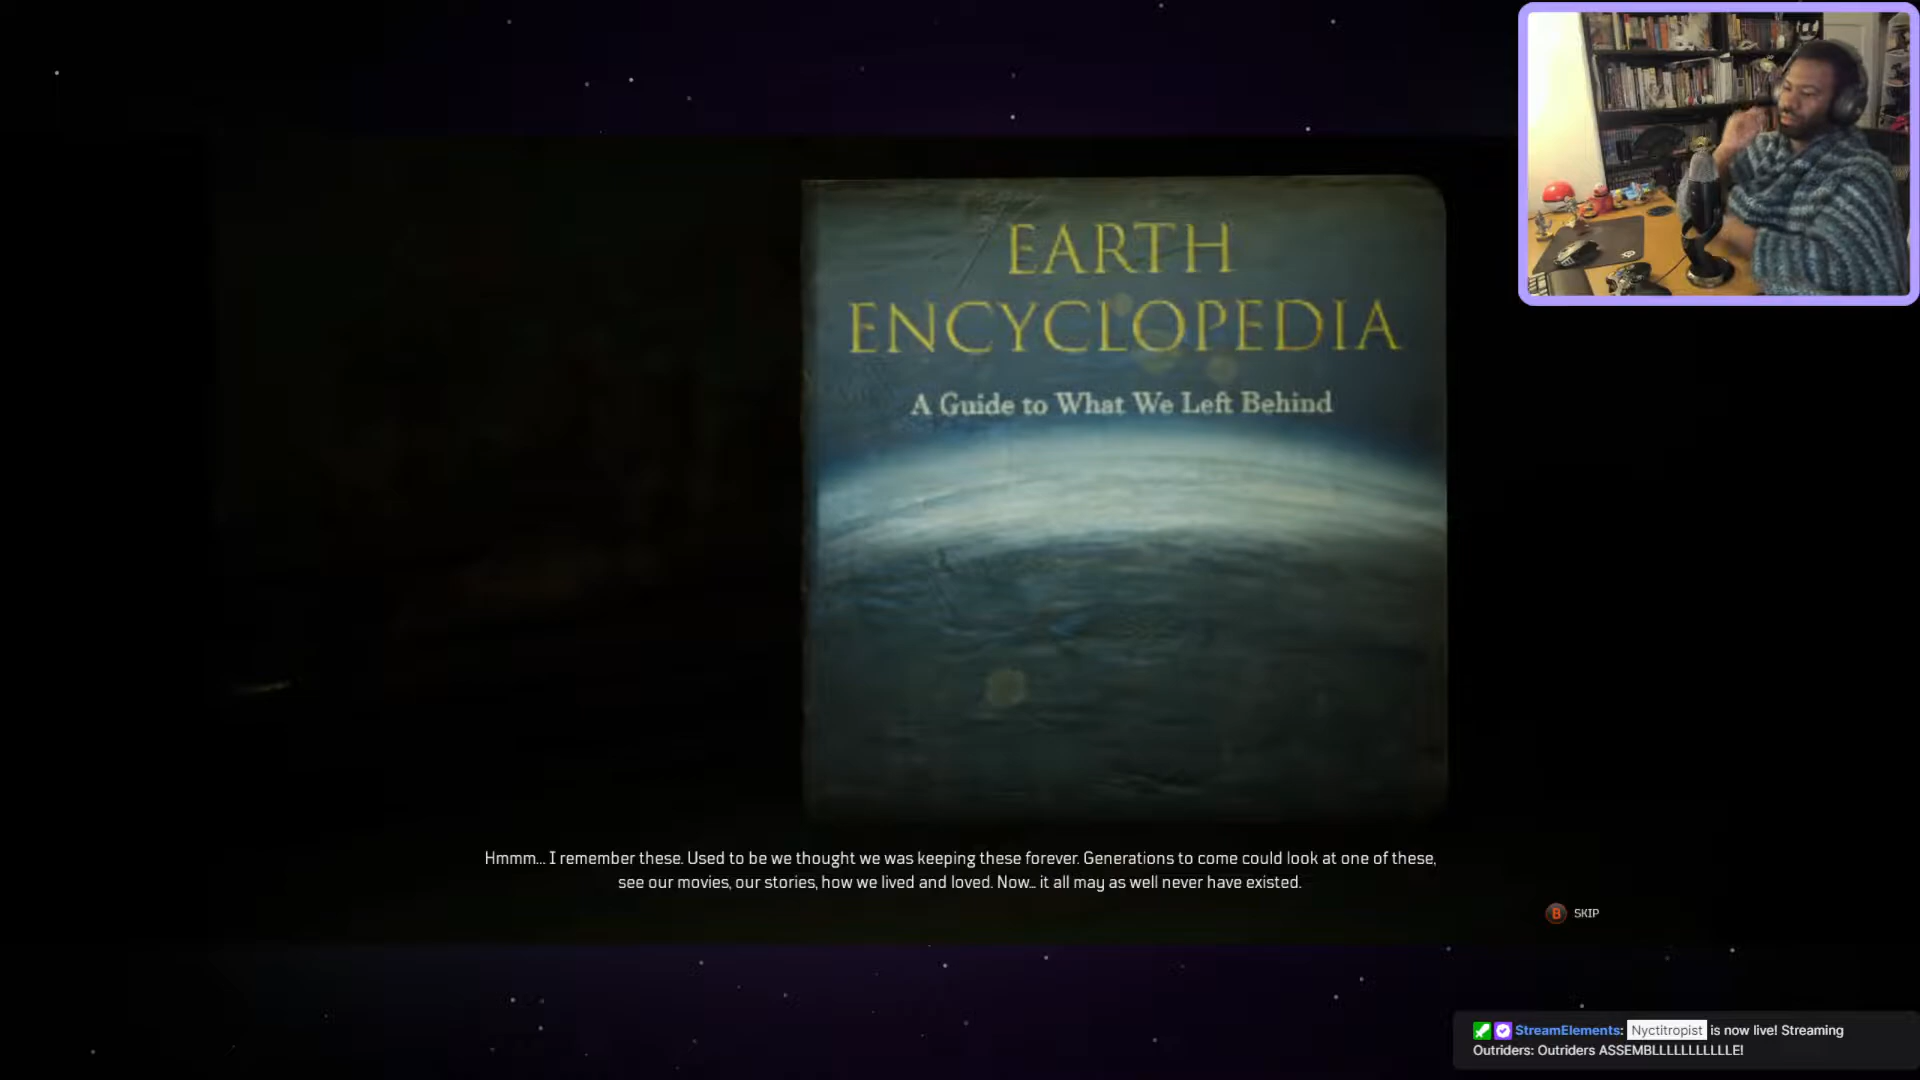 EARTH
ENCYCLOPEDIA
A Guide to What We Left Behind
Hmmm... I remember these. Used to be we thought we was keeping these forever. Generations to come could look at one of these,
see our movies, our stories, how we lived and loved. Now... it all may as well never have existed.
B SKIP
StreamElements: Nyctitropist is now live! Streaming
Outriders: Outriders ASSEMBLLLLLLLLLLLE!